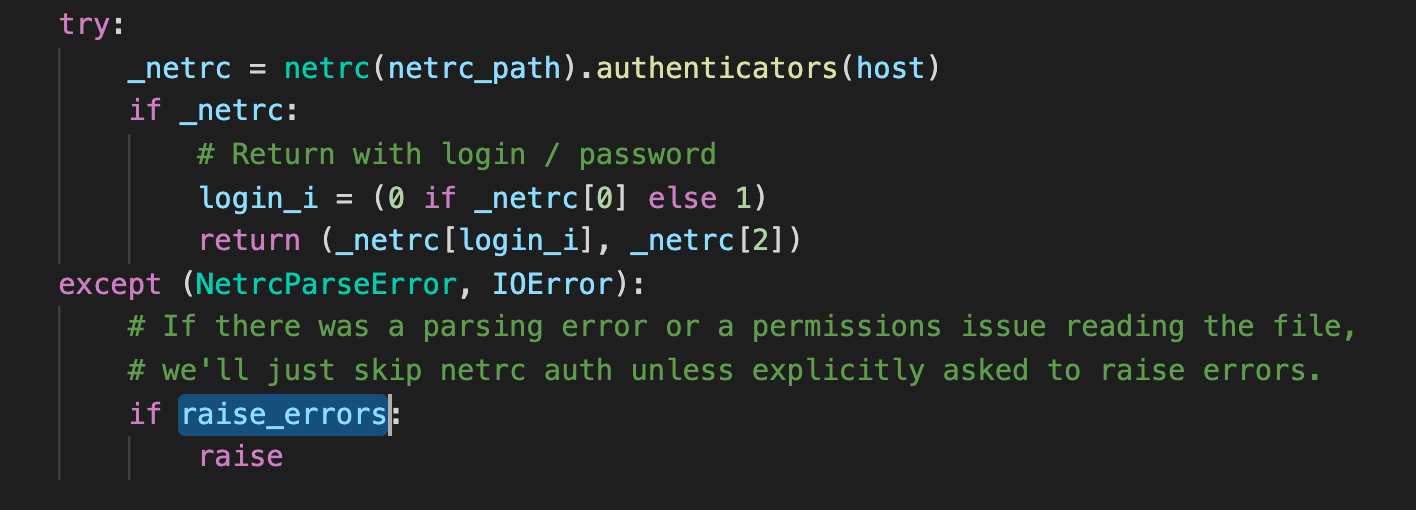 try:
    _netrc = netrc(netrc_path).authenticators(host)
    if _netrc:
        # Return with login / password
        login_i = (0 if _netrc[0] else 1)
        return (_netrc[login_i], _netrc[2])
except (NetrcParseError, IOError):
    # If there was a parsing error or a permissions issue reading the file,
    # we'll just skip netrc auth unless explicitly asked to raise errors.
    if raise_errors:
        raise